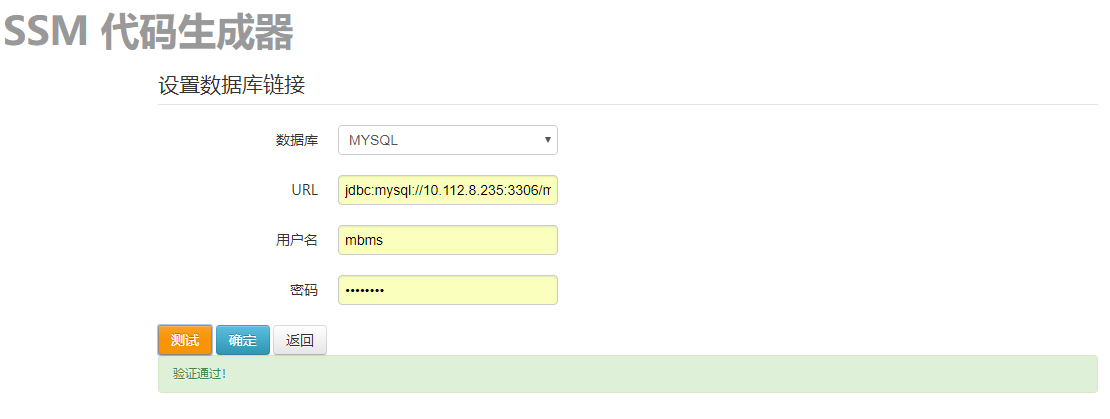 SSM 代码生成器
设置数据库链接
数据库 MYSQL
URL jdbc:mysql://10.112.8.235:3306/m
用户名 mbms
密码 ••••••••
测试 确定 返回
验证通过!